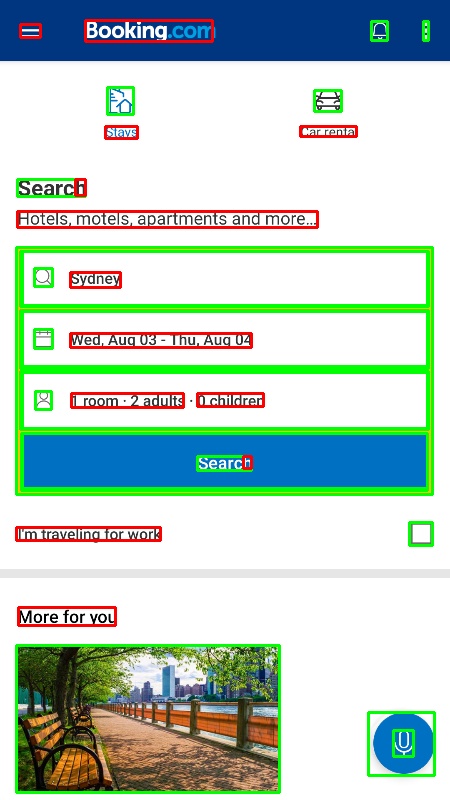 Booking.com
Stays
Car rental
Search
Hotels, motels, apartments and more...
Sydney
Wed, Aug 03 - Thu, Aug 04
1 room · 2 adults · 0 children
Search
I'm traveling for work
More for you